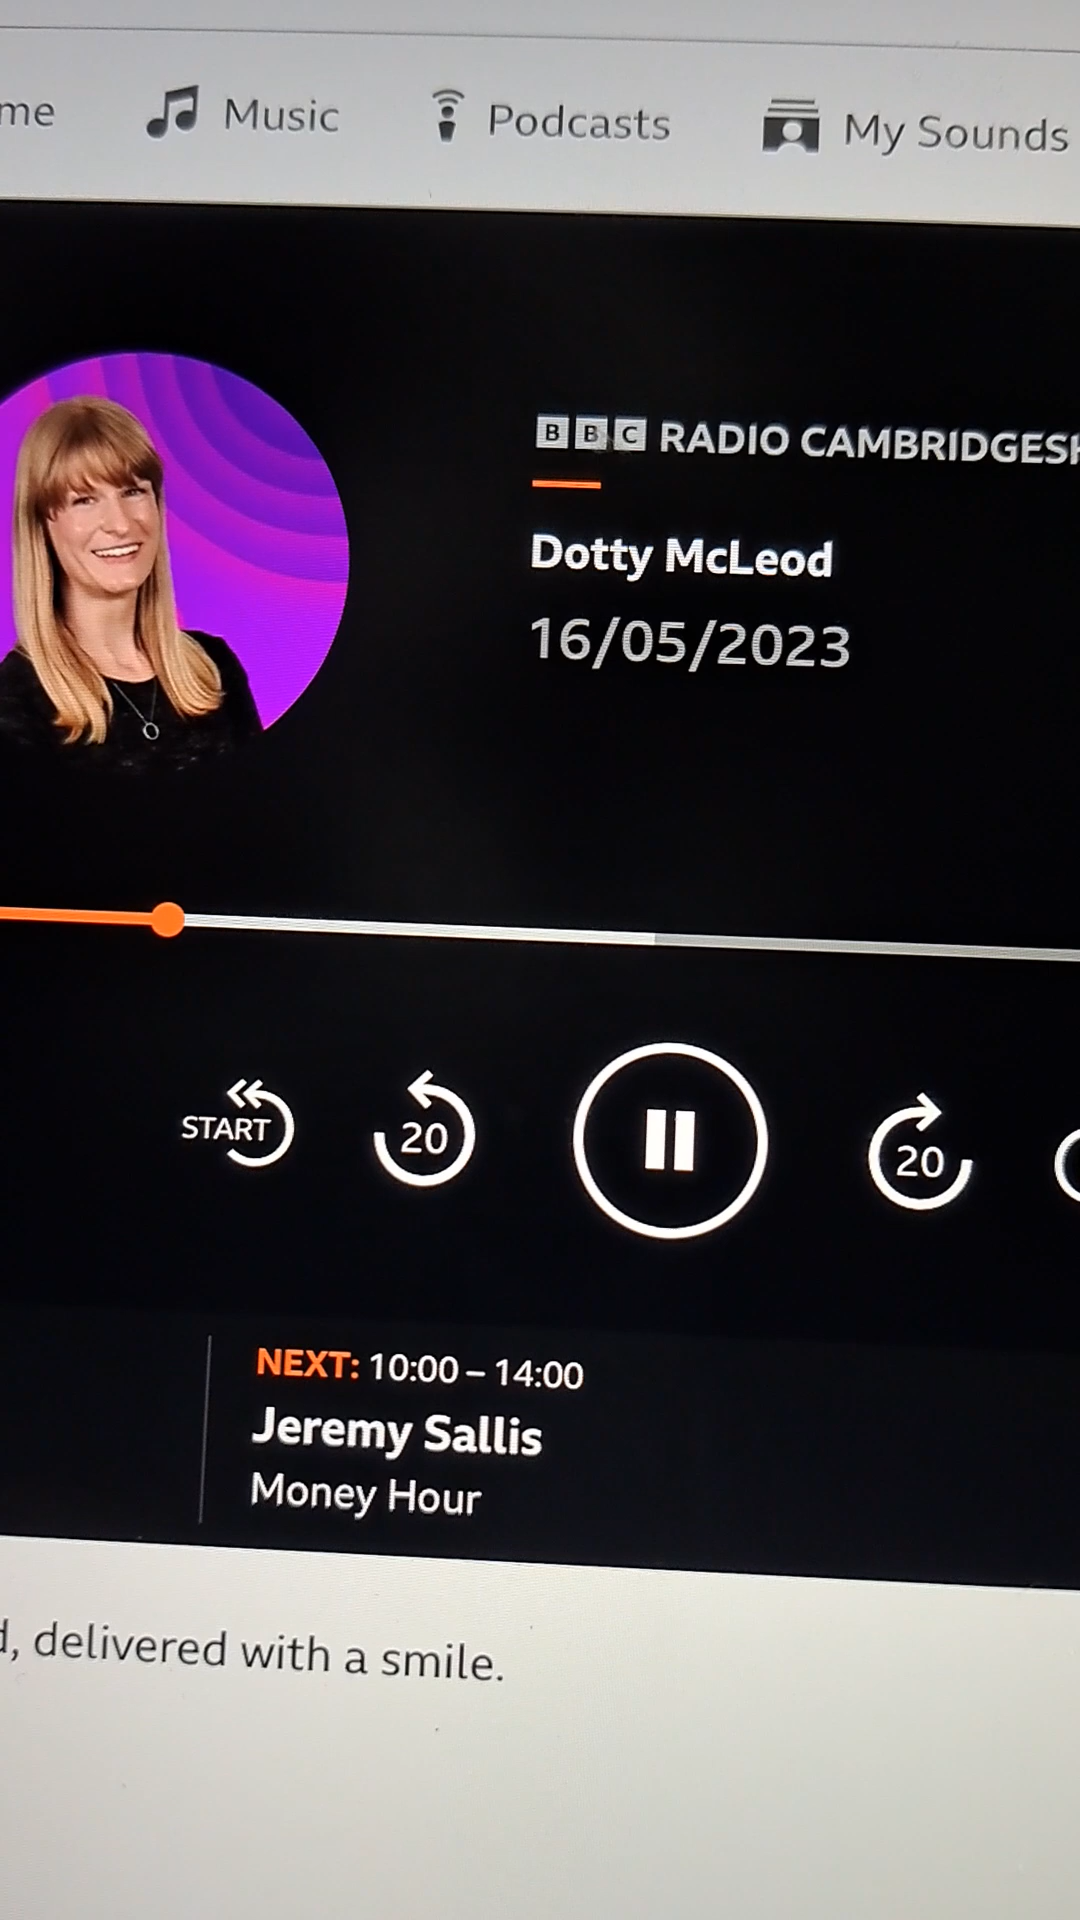 me
Music
Podcasts
My Sounds
BBC RADIO CAMBRIDGESH
Dotty McLeod
16/05/2023
START
20
20
NEXT: 10:00 – 14:00
Jeremy Sallis
Money Hour
d, delivered with a smile.